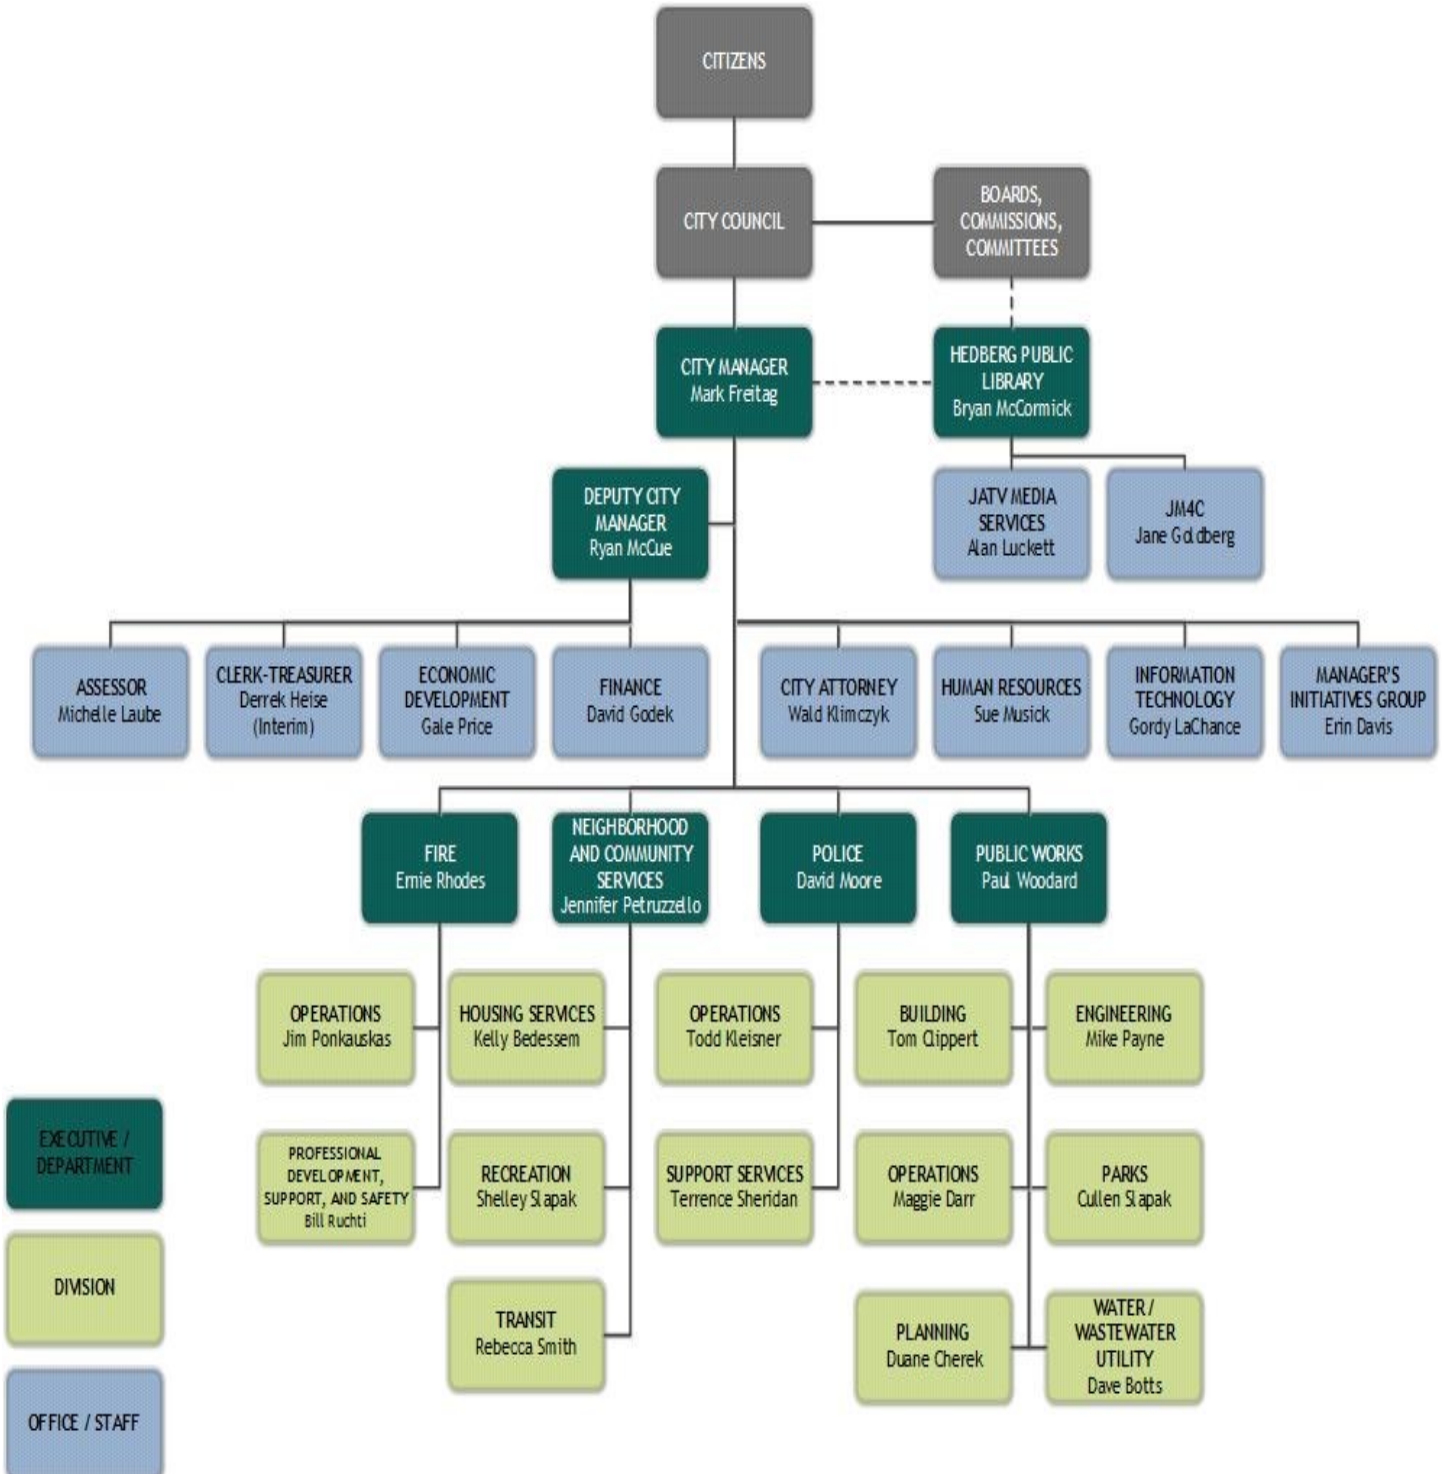 CITIZENS
CITY COUNCIL
BOARDS,
COMMISSIONS,
COMMITTEES
CITY MANAGER
Mark Freitag
HEDBERG PUBLIC
LIBRARY
Bryan McCormick
DEPUTY CITY
MANAGER
Ryan McCue
JATV MEDIA
SERVICES
Alan Luckett
JM4C
Jane Goldberg
ASSESSOR
Michelle Laube
CLERK-TREASURER
Derrek Heise
(Interim)
ECONOMIC
DEVELOPMENT
Gale Price
FINANCE
David Godek
CITY ATTORNEY
Wald Klimczyk
HUMAN RESOURCES
Sue Musick
INFORMATION
TECHNOLOGY
Gordy LaChance
MANAGER'S
INITIATIVES GROUP
Erin Davis
FIRE
Ernie Rhodes
NEIGHBORHOOD
AND COMMUNITY
SERVICES
Jennifer Petruzzello
POLICE
David Moore
PUBLIC WORKS
Paul Woodard
OPERATIONS
Jim Ponkauskas
HOUSING SERVICES
Kelly Bedessem
OPERATIONS
Todd Kleisner
BUILDING
Tom Clippert
ENGINEERING
Mike Payne
PROFESSIONAL
DEVELOPMENT,
SUPPORT, AND SAFETY
Bill Ruchti
RECREATION
Shelley Slapak
SUPPORT SERVICES
Terrence Sheridan
OPERATIONS
Maggie Darr
PARKS
Cullen Slapak
TRANSIT
Rebecca Smith
PLANNING
Duane Cherek
WATER /
WASTEWATER
UTILITY
Dave Botts
EXECUTIVE /
DEPARTMENT
DIVISION
OFFICE / STAFF